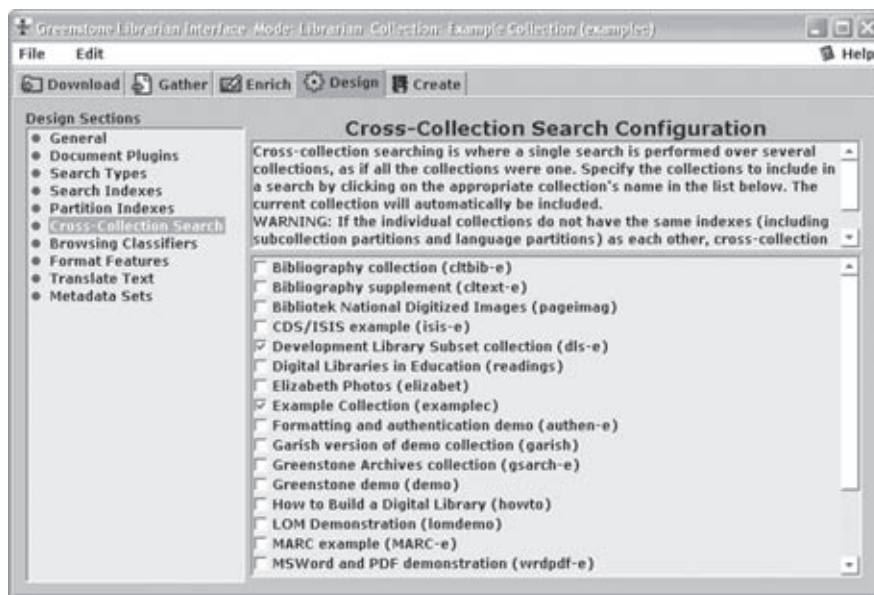 Greenstone Librarian Interface Mode: Librarian Collection: Example Collection (examplec)
File Edit Help
Download Gather Enrich Design Create
Design Sections
General
Document Plugins
Search Types
Search Indexes
Partition Indexes
Cross-Collection Search
Browsing Classifiers
Format Features
Translate Text
Metadata Sets
Cross-Collection Search Configuration
Cross-collection searching is where a single search is performed over several
collections, as if all the collections were one. Specify the collections to include in
a search by clicking on the appropriate collection's name in the list below. The
current collection will automatically be included.
WARNING: If the individual collections do not have the same indexes (including
subcollection partitions and language partitions) as each other, cross-collection
Bibliography collection (cltbib-e)
Bibliography supplement (cltext-e)
Bibliotek National Digitized Images (pageimag)
CDS/ISIS example (isis-e)
Development Library Subset collection (dls-e)
Digital Libraries in Education (readings)
Elizabeth Photos (elizabet)
Example Collection (examplec)
Formatting and authentication demo (authen-e)
Garish version of demo collection (garish)
Greenstone Archives collection (gsarch-e)
Greenstone demo (demo)
How to Build a Digital Library (howto)
LOM Demonstration (lomdemo)
MARC example (MARC-e)
MSWord and PDF demonstration (wrdpdf-e)